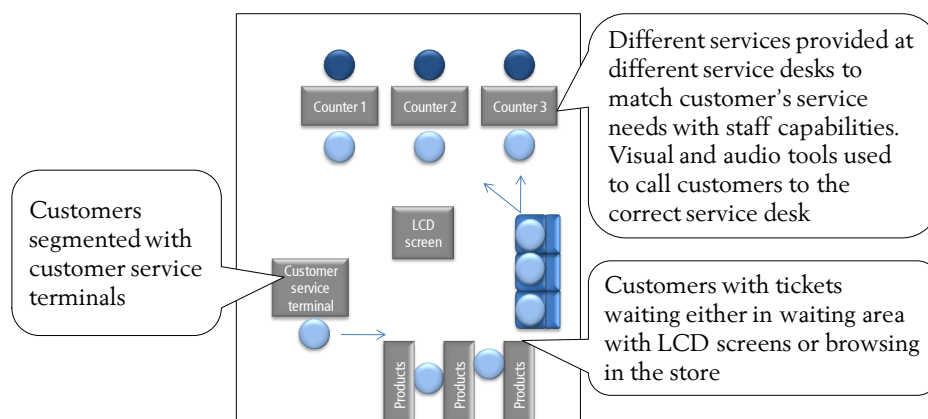 Counter 1
Counter 2
Counter 3
Different services provided at
different service desks to
match customer’s service
needs with staff capabilities.
Visual and audio tools used
to call customers to the
correct service desk
Customers
segmented with
customer service
terminals
LCD
screen
Customer
service
terminal
Customers with tickets
waiting either in waiting area
with LCD screens or browsing
in the store
Products
Products
Products